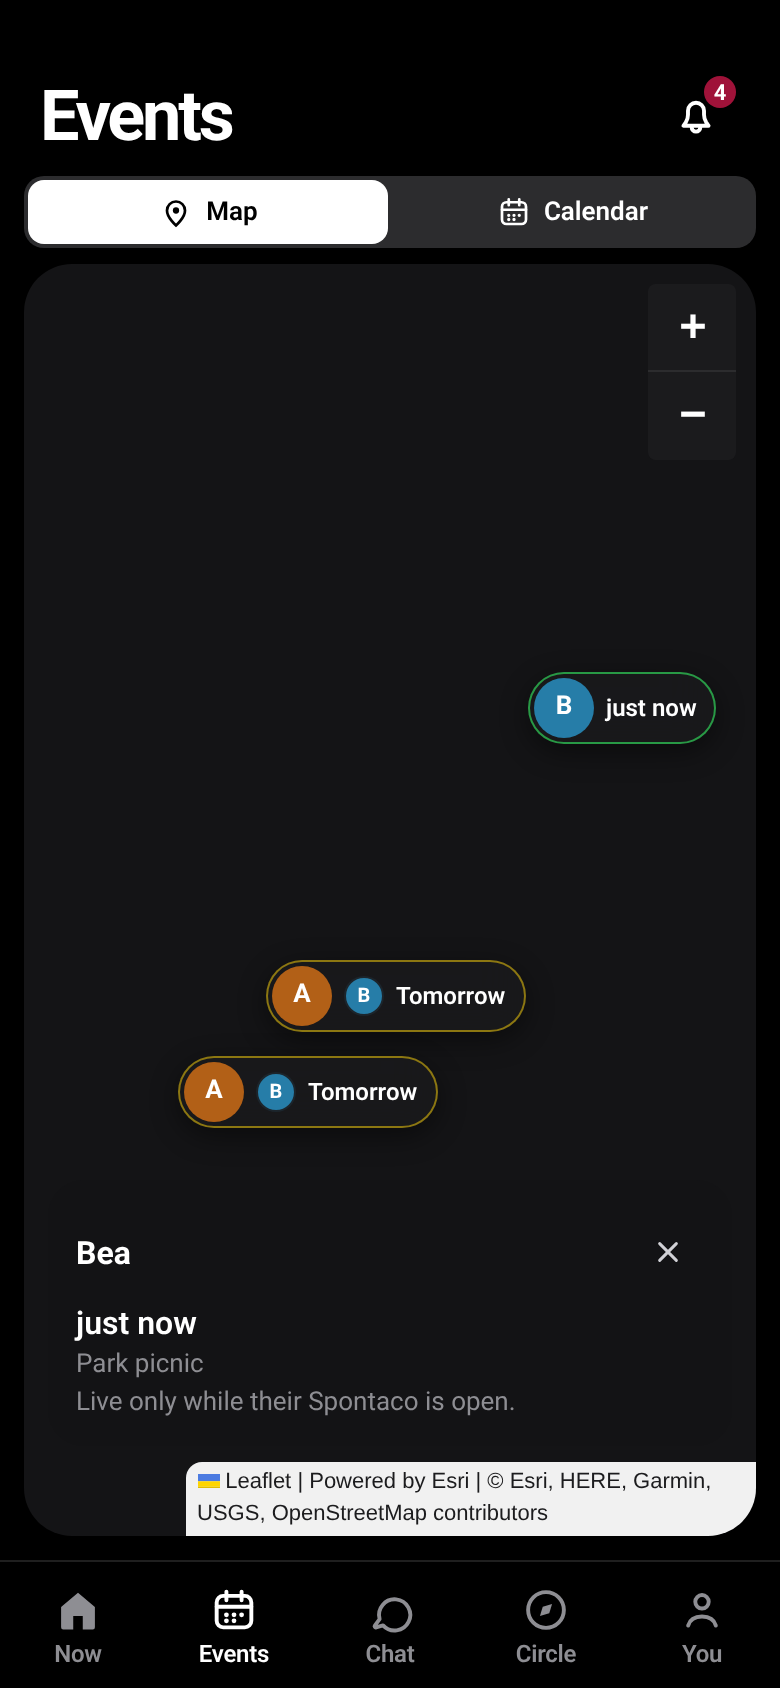 Events
4
Map
Calendar
+
−
B just now
A B Tomorrow
A B Tomorrow
Bea
just now
Park picnic
Live only while their Spontaco is open.
Leaflet | Powered by Esri | © Esri, HERE, Garmin,
USGS, OpenStreetMap contributors
Now
Events
Chat
Circle
You